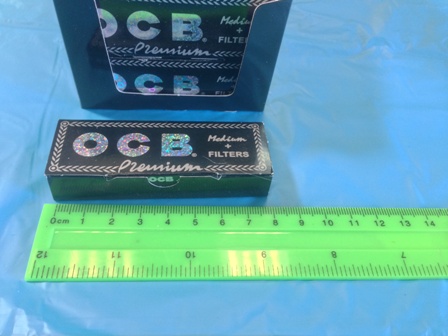 OCB
Medium
+
FILTERS
Premium
OCB
OCB
Medium
+
FILTERS
Premium
OCB
0cm 1 2 3 4 5 6 7 8 9 10 11 12 13 14
12 11 10 9 8 7